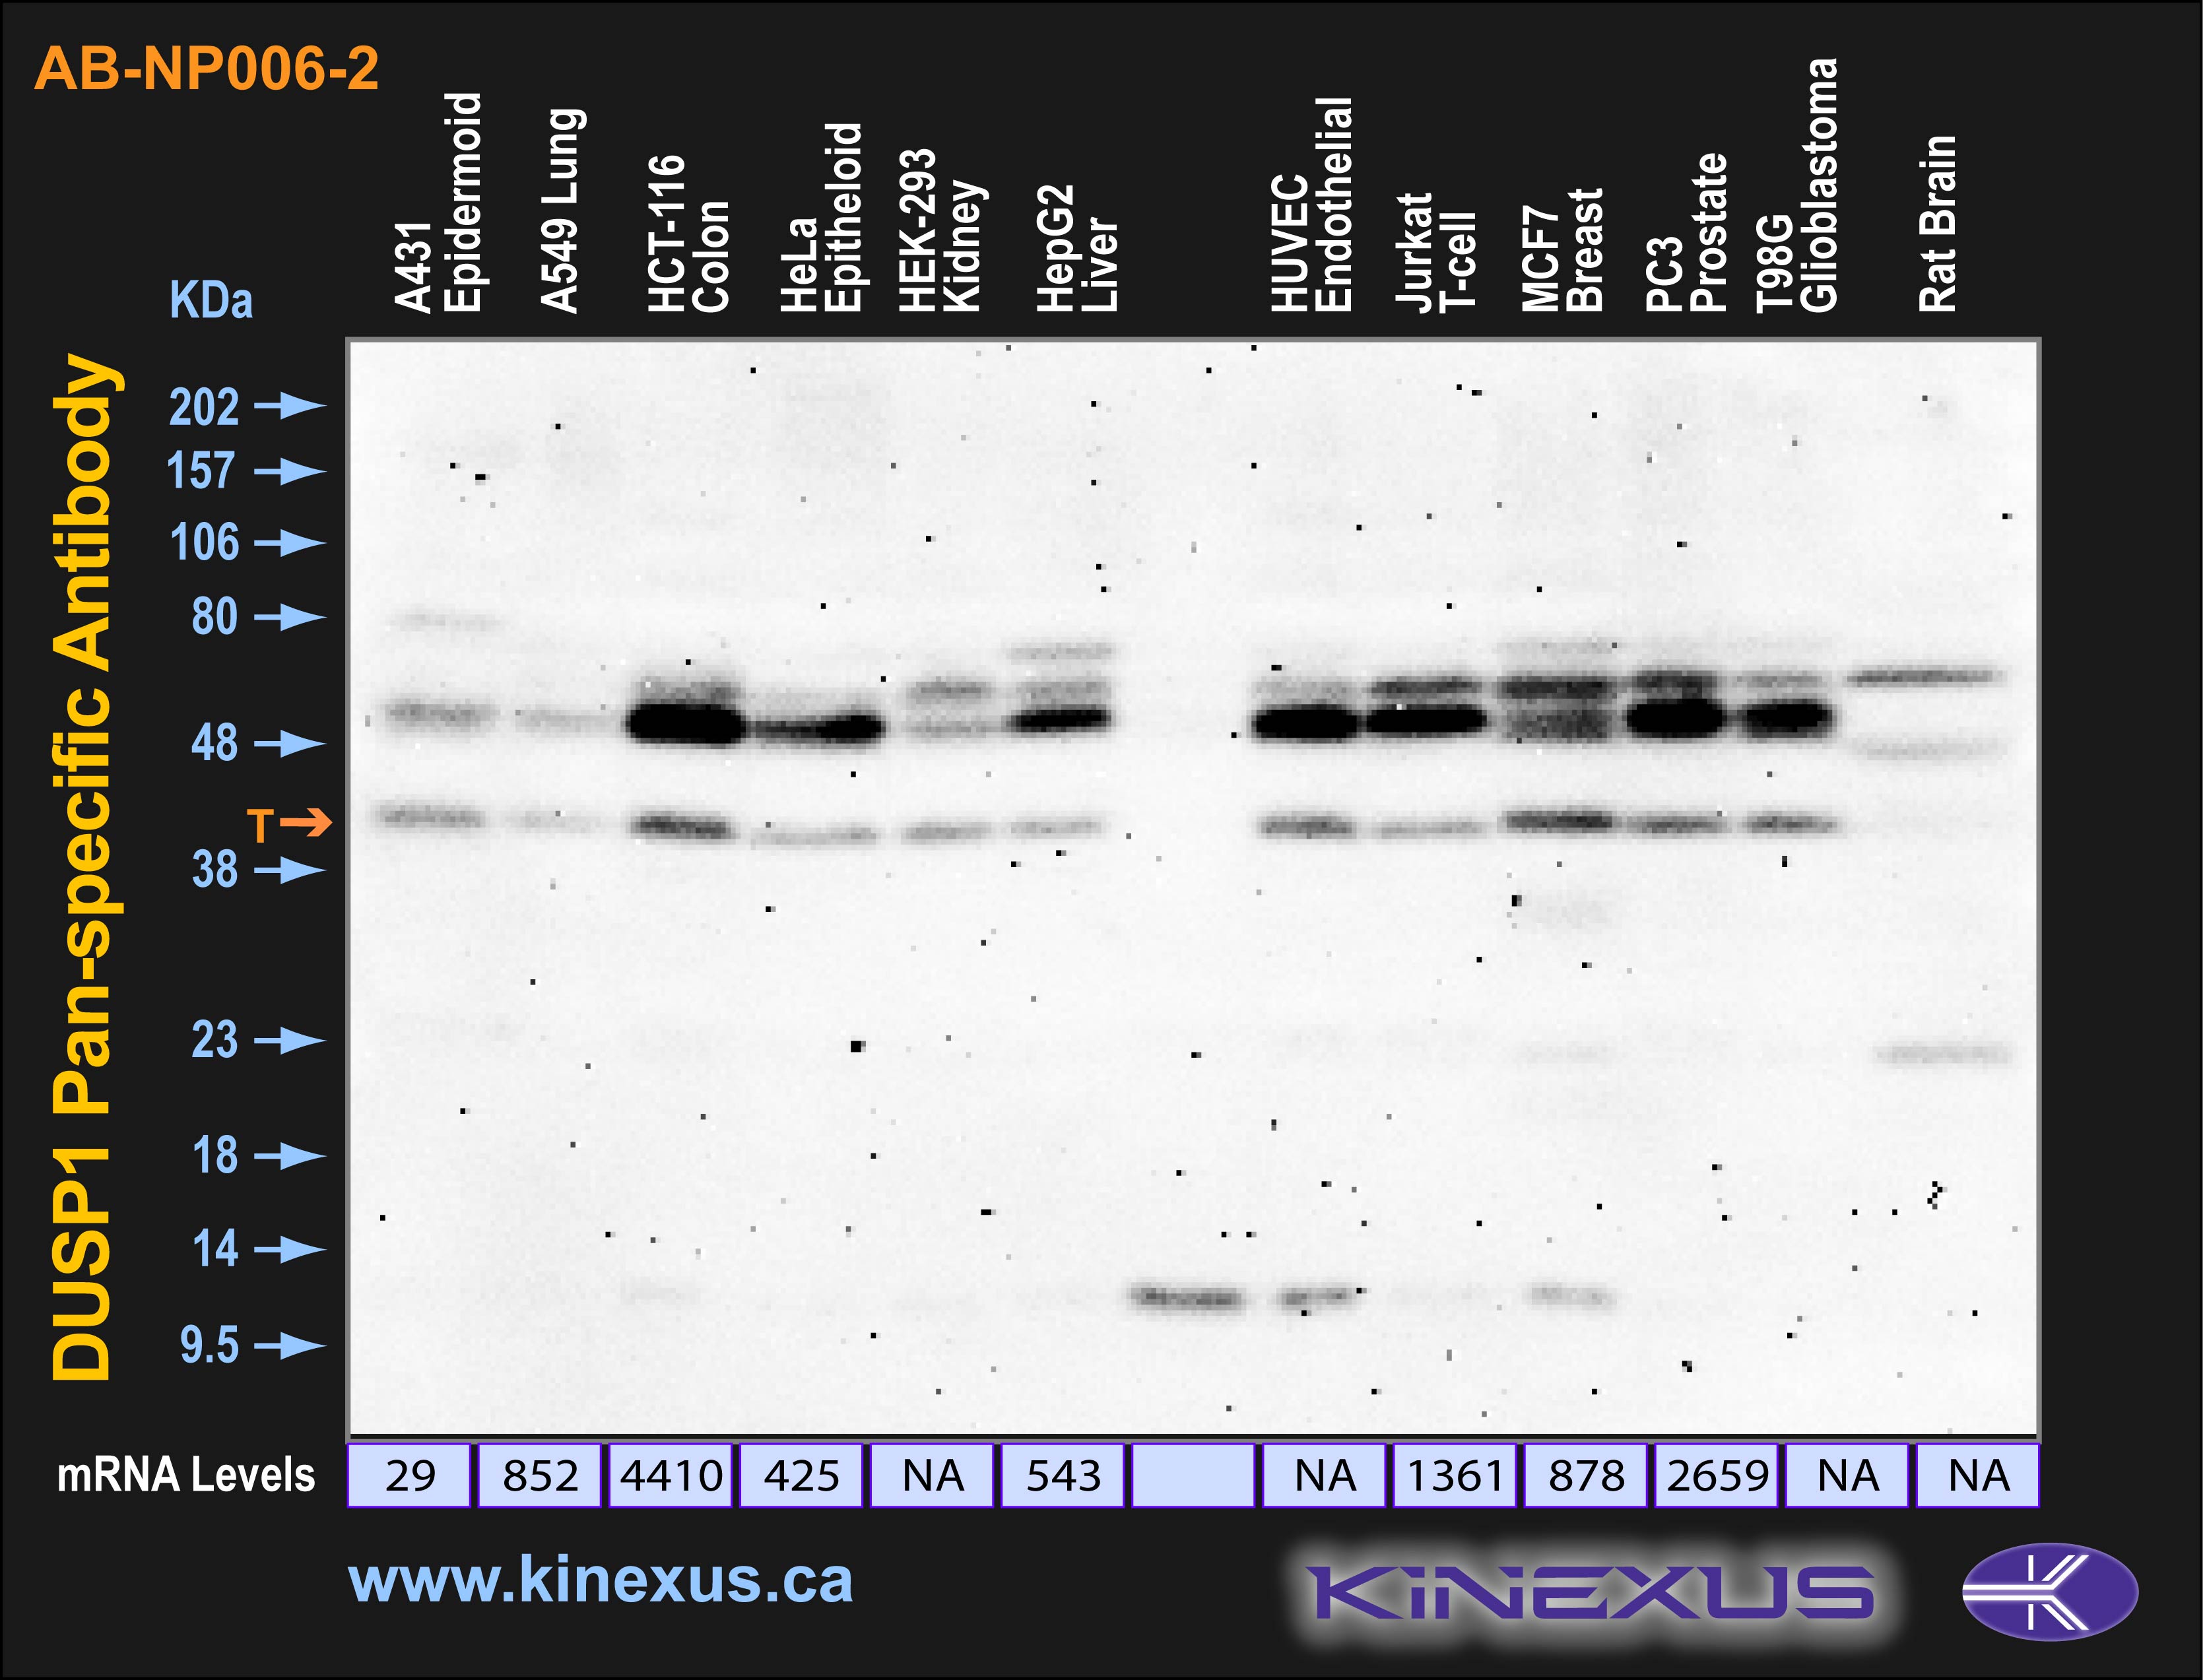 AB-NP006-2
A431
Epidermoid
A549 Lung
HCT-116
Colon
HeLa
Epitheloid
HEK-293
Kidney
HepG2
Liver
HUVEC
Endothelial
Jurkat
T-cell
MCF7
Breast
PC3
Prostate
T98G
Glioblastoma
Rat Brain
KDa
DUSP1 Pan-specific Antibody
202
157
106
80
48
T
38
23
18
14
9.5
mRNA Levels 29 852 4410 425 NA 543 NA 1361 878 2659 NA NA
www.kinexus.ca
KiNEXUS
K